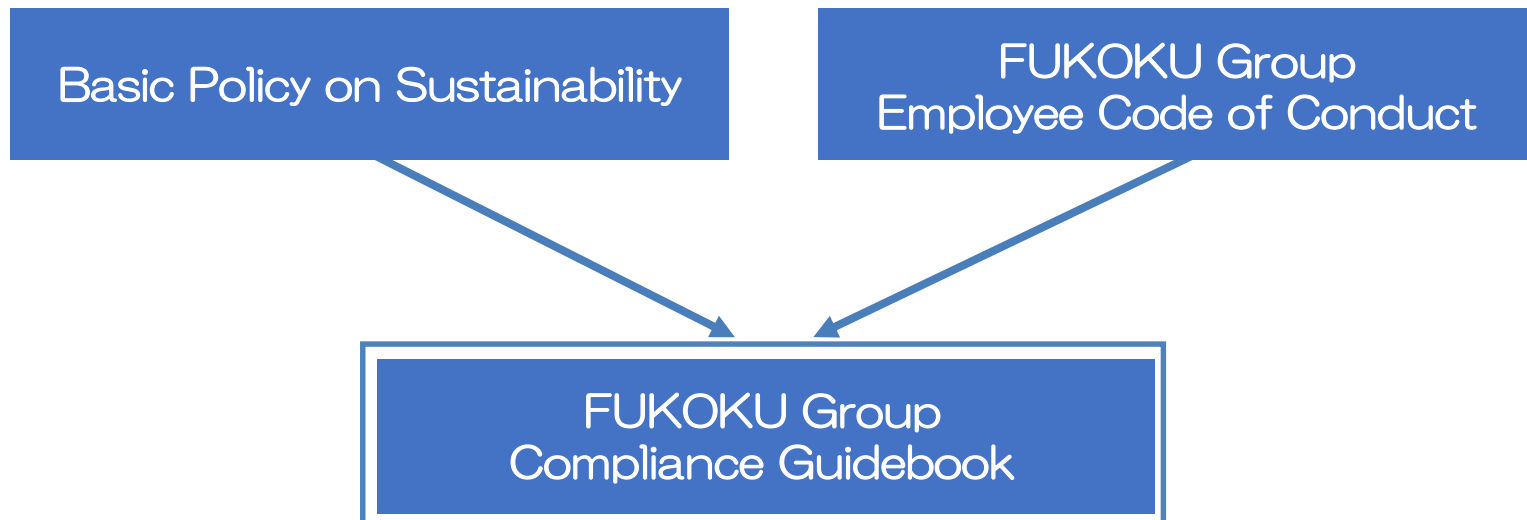 Basic Policy on Sustainability
FUKOKU Group
Employee Code of Conduct
FUKOKU Group
Compliance Guidebook